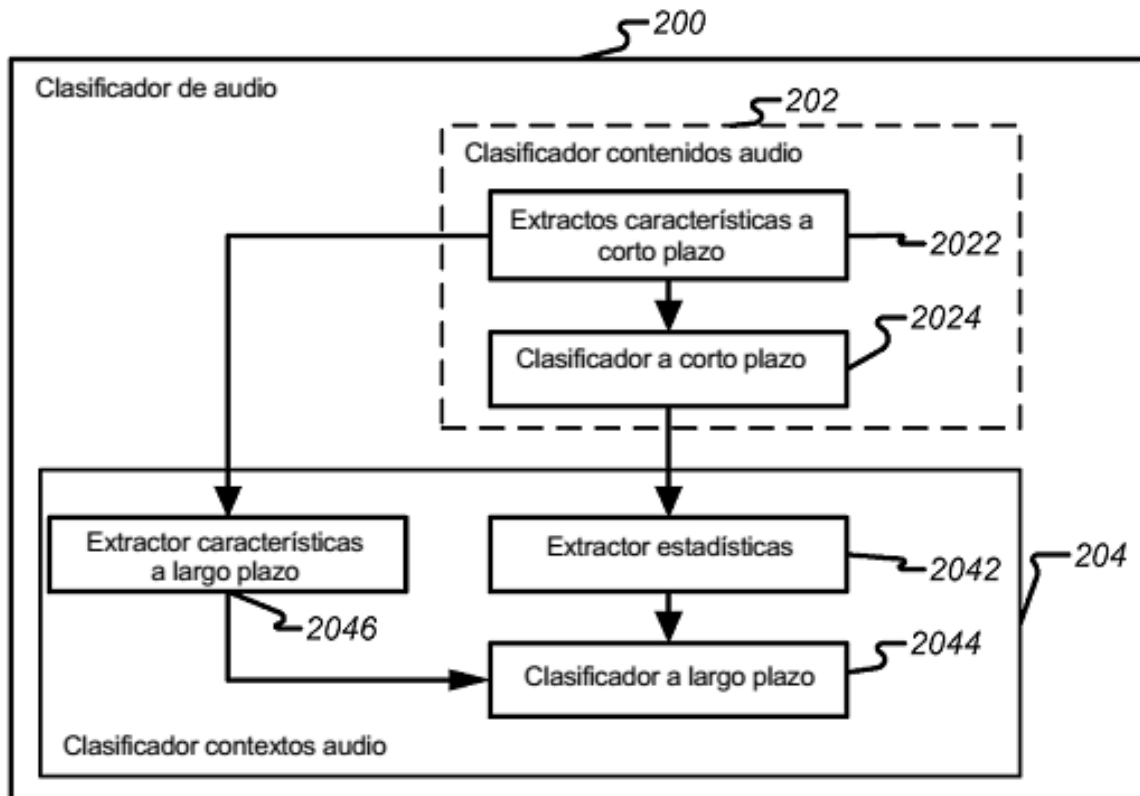 200
Clasificador de audio
202
Clasificador contenidos audio
Extractos características a
corto plazo
2022
2024
Clasificador a corto plazo
Extractor características
a largo plazo
Extractor estadísticas
2042
204
2046
2044
Clasificador a largo plazo
Clasificador contextos audio